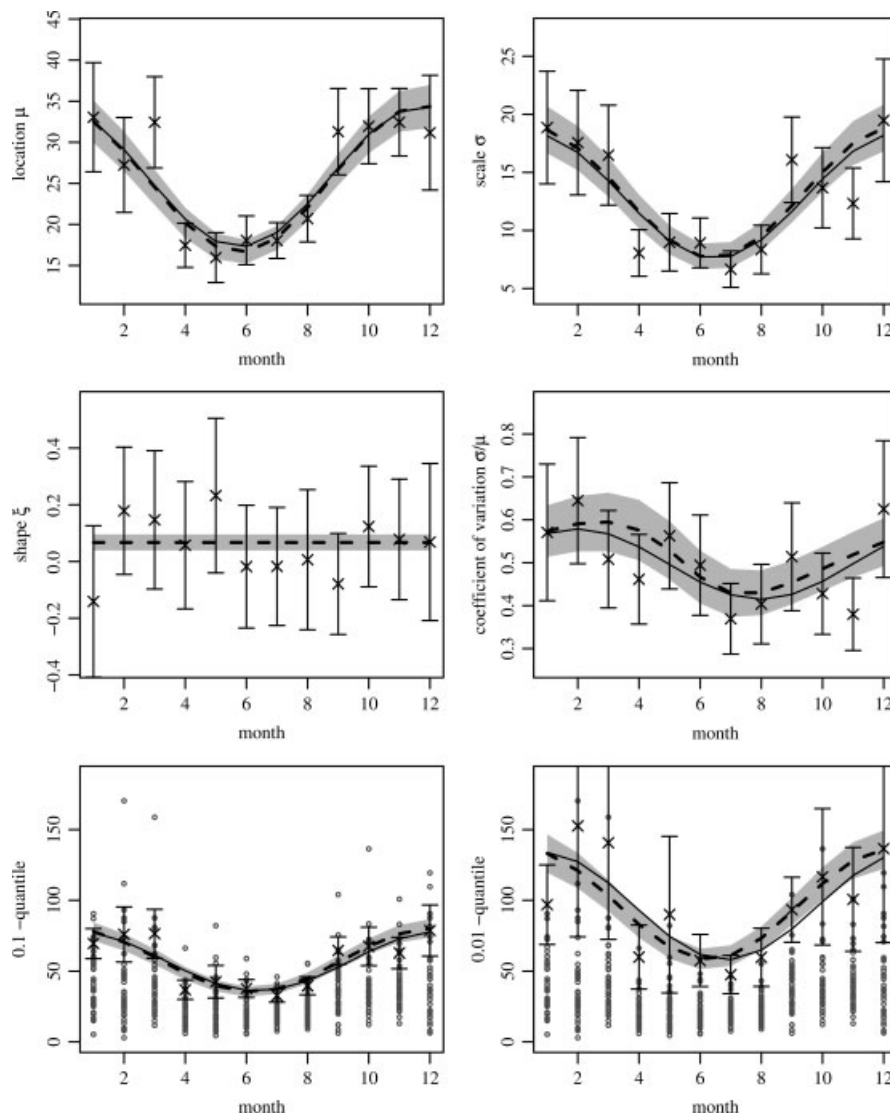 45
40
35
30
25
20
15
location μ
2 4 6 8 10 12
month
25
20
15
10
5
scale σ
2 4 6 8 10 12
month
0.4
0.2
0.0
−0.2
−0.4
shape ξ
2 4 6 8 10 12
month
0.8
0.7
0.6
0.5
0.4
0.3
coefficient of variation σ/μ
2 4 6 8 10 12
month
150
100
50
0
0.1 −quantile
2 4 6 8 10 12
month
150
100
50
0
0.01 −quantile
2 4 6 8 10 12
month